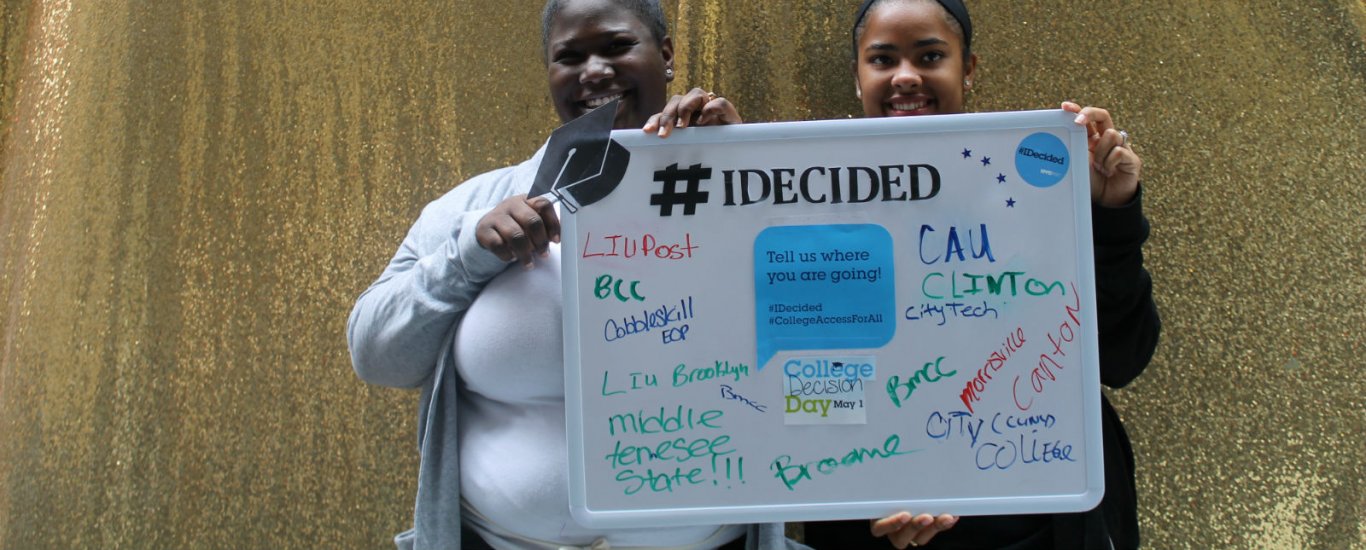 #IDECIDED
#IDecided
LIU Post
BCC
Cobbleskill
EOP
LIU Brooklyn
BMCC
middle
tenesee
State!!!
Tell us where
you are going!
#IDecided
#CollegeAccessForAll
College
Decision
Day May 1
Broome
CAU
CLINTON
City Tech
BMCC
Morrisville
Canton
CITY
COLLEGE